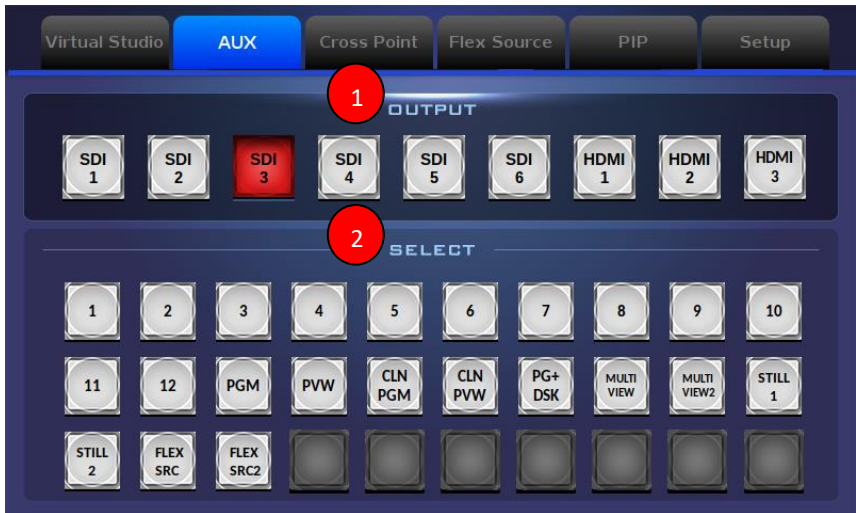 Virtual Studio AUX Cross Point Flex Source PIP Setup
1
OUTPUT
SDI 1 SDI 2 SDI 3 SDI 4 SDI 5 SDI 6 HDMI 1 HDMI 2 HDMI 3
2
SELECT
1 2 3 4 5 6 7 8 9 10
11 12 PGM PVW CLN PGM CLN PVW PG+ DSK MULTI VIEW MULTI VIEW2 STILL 1
STILL 2 FLEX SRC FLEX SRC2